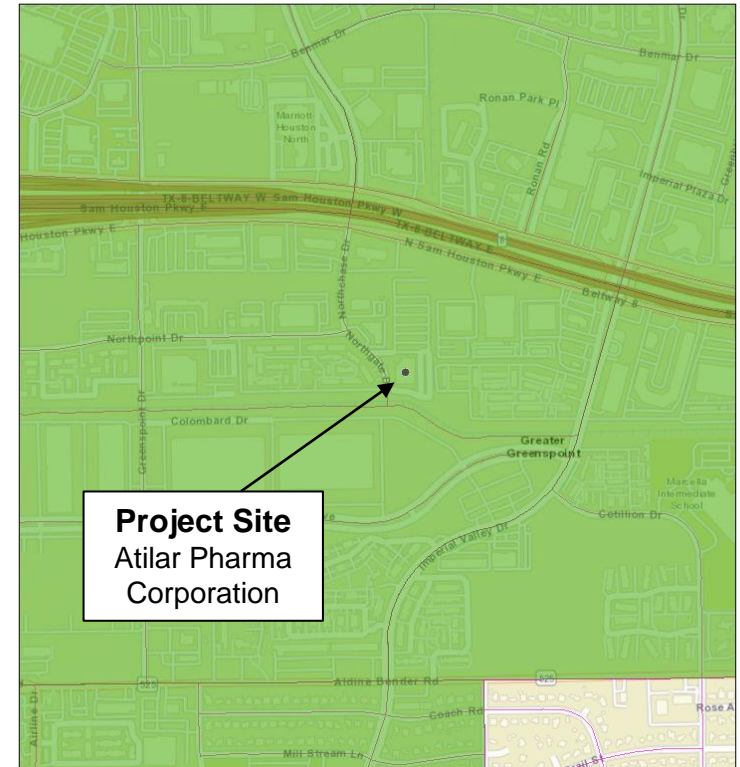 Benmar Dr
Benmar Dr
Ronan Park Pl
Marriott
Houston
North
Ronan Rd
Imperial Plaza Dr
TX-8-BELTWAY W Sam Houston Pkwy W
Sam Houston Pkwy E
Houston Pkwy E
TX-8-BELTWAY E
N Sam Houston Pkwy E
8
Beltway 8
Northchase Dr
Northpoint Dr
Northgate
Greenspoint Dr
Colombard Dr
Greater
Greenspoint
Marcella
Intermediate
School
Cotillion Dr
Project Site
Atilar Pharma
Corporation
Imperial Valley Dr
525
Aldine Bender Rd
525
Airline Dr
Coach Rd
Rose A
Mill Stream Ln